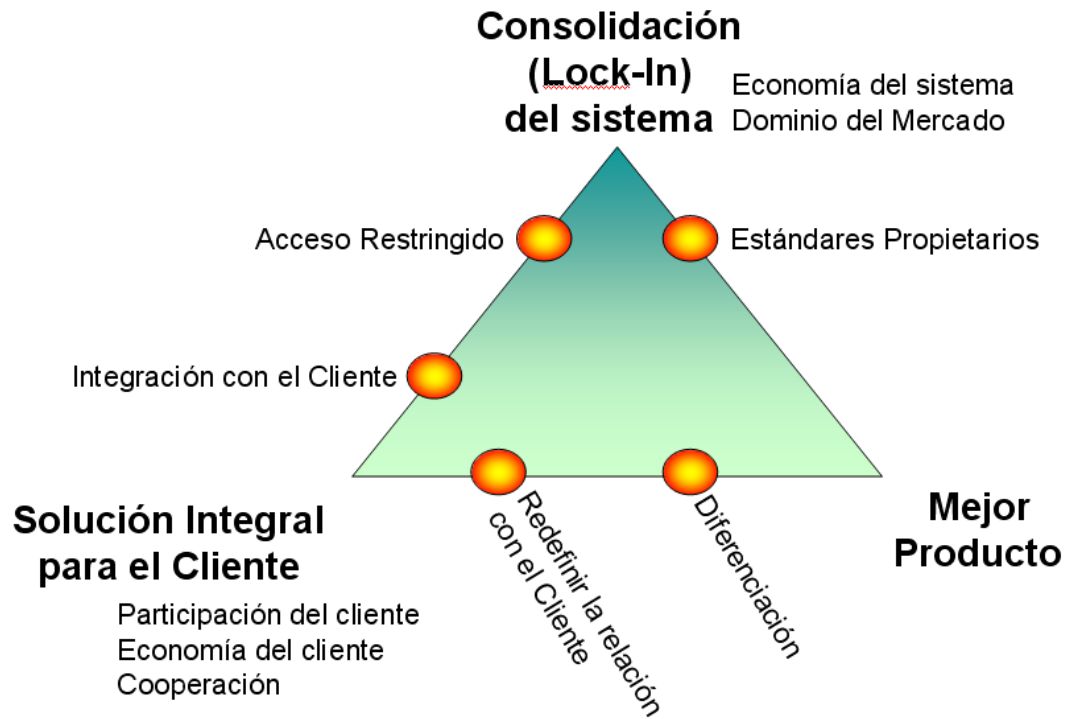 Consolidación
(Lock-In)
del sistema
Economía del sistema
Dominio del Mercado
Acceso Restringido
Estándares Propietarios
Integración con el Cliente
Redefinir la relación
con el Cliente
Diferenciación
Solución Integral
para el Cliente
Participación del cliente
Economía del cliente
Cooperación
Mejor
Producto